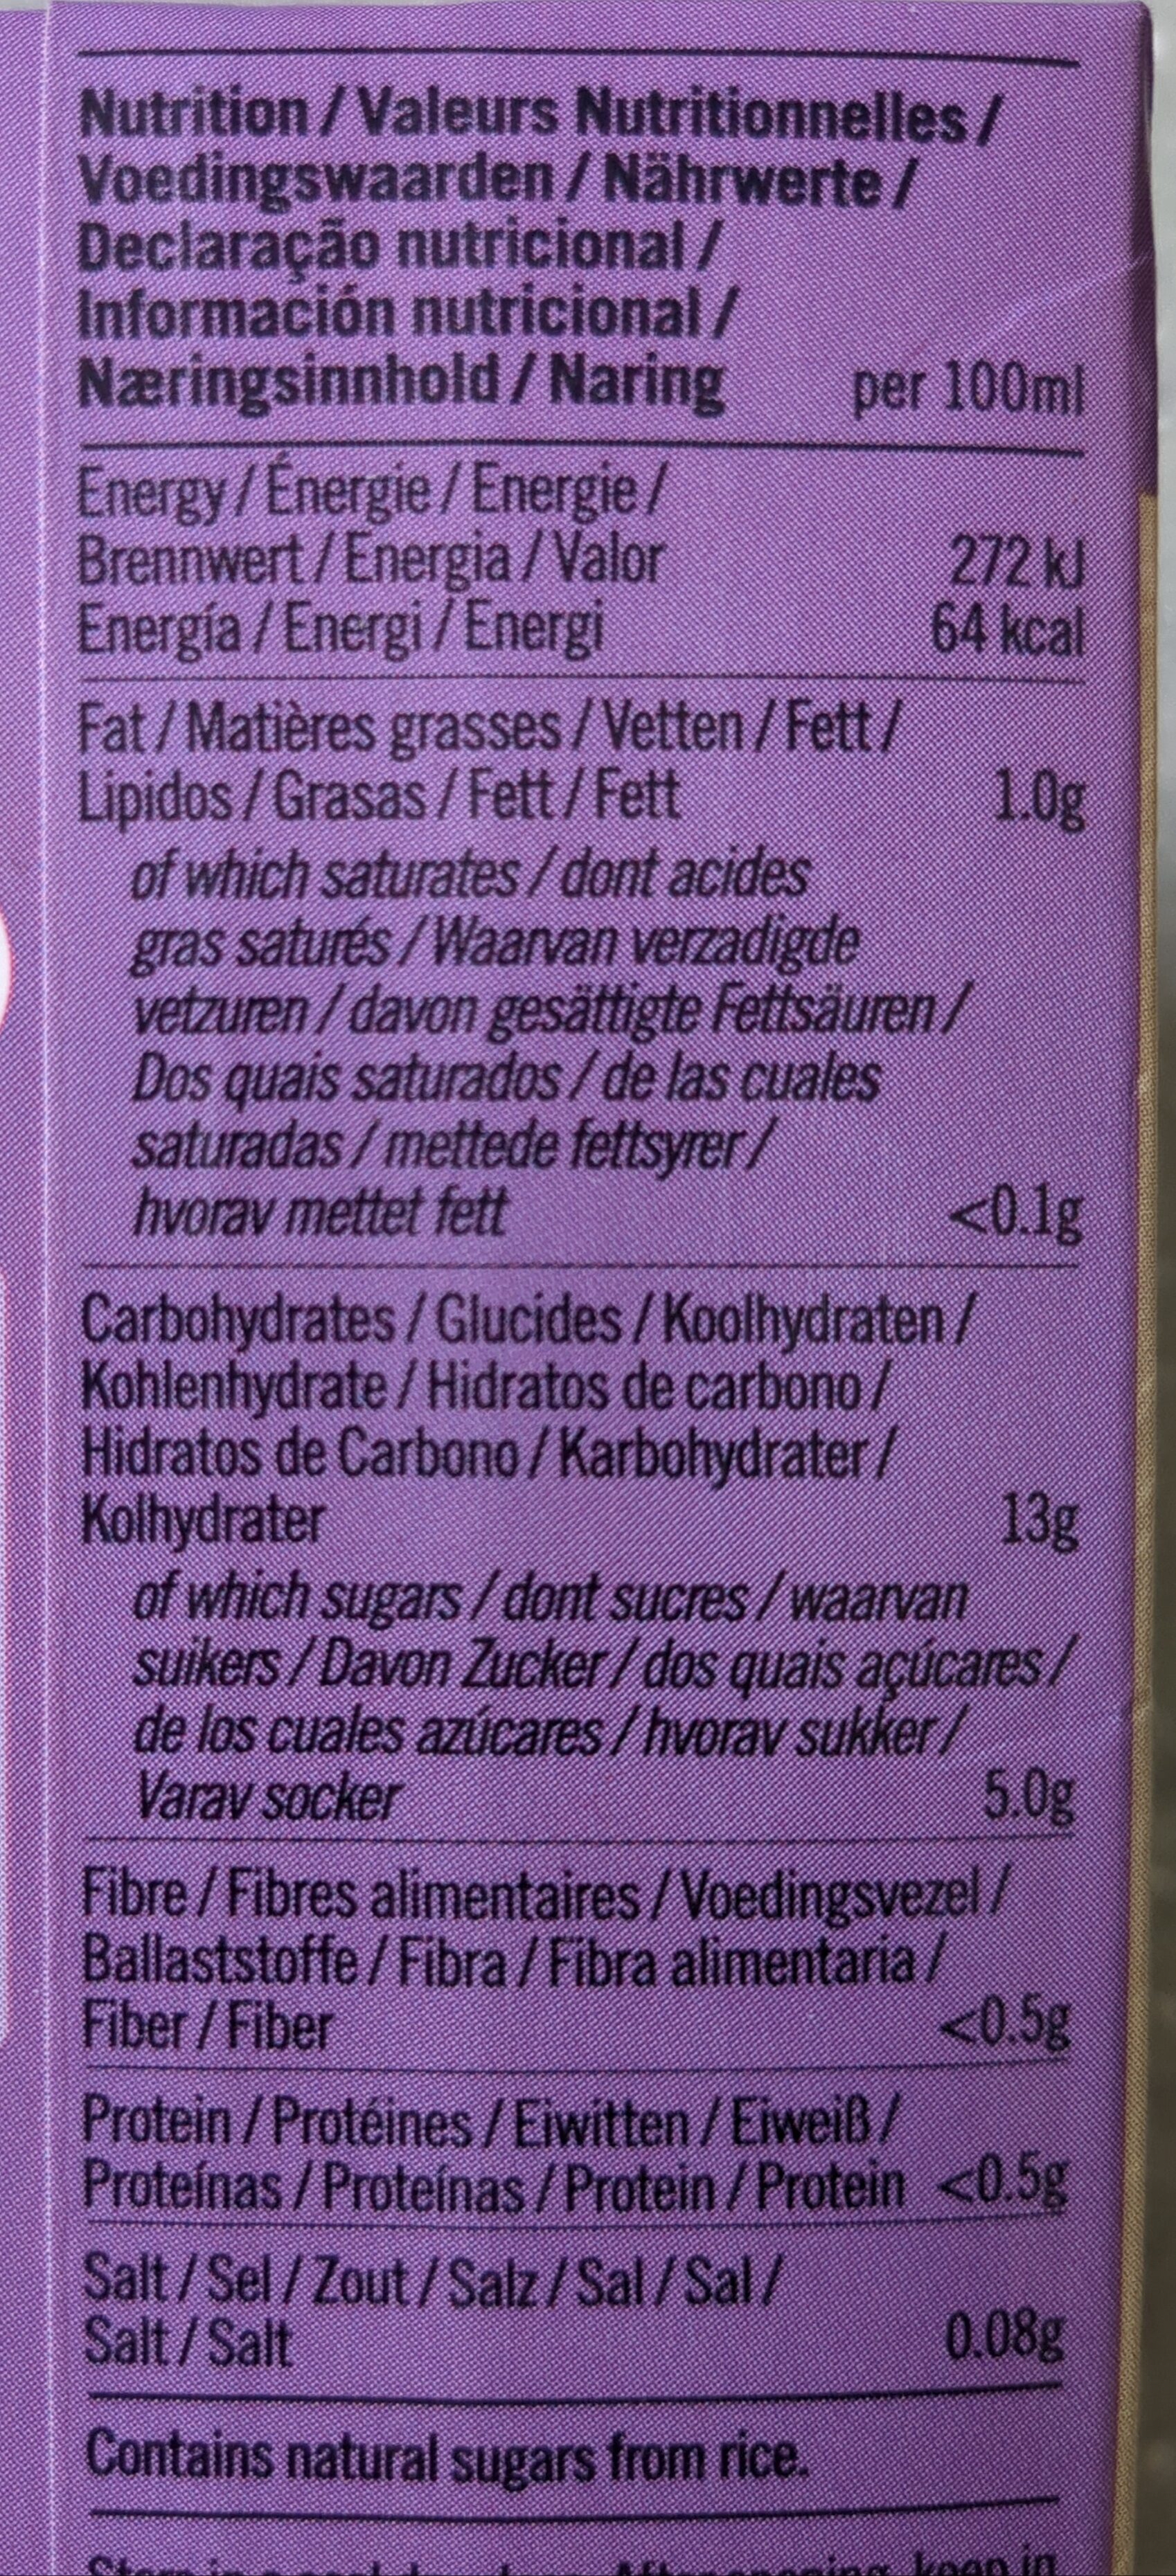 Nutrition / Valeurs Nutritionnelles /
Voedingswaarden / Nährwerte /
Declaração nutricional /
Información nutricional /
Næringsinnhold / Naring per 100ml
Energy / Énergie / Energie /
Brennwert / Energia / Valor 272 kJ
Energía / Energi / Energi 64 kcal
Fat / Matières grasses / Vetten / Fett /
Lipidos / Grasas / Fett / Fett 1.0g
of which saturates / dont acides
gras saturés / Waarvan verzadigde
vetzuren / davon gesättigte Fettsäuren /
Dos quais saturados / de las cuales
saturadas / mettede fettsyrer /
hvorav mettet fett <0.1g
Carbohydrates / Glucides / Koolhydraten /
Kohlenhydrate / Hidratos de carbono /
Hidratos de Carbono / Karbohydrater /
Kolhydrater 13g
of which sugars / dont sucres / waarvan
suikers / Davon Zucker / dos quais açúcares /
de los cuales azúcares / hvorav sukker /
Varav socker 5.0g
Fibre / Fibres alimentaires / Voedingsvezel /
Ballaststoffe / Fibra / Fibra alimentaria /
Fiber / Fiber <0.5g
Protein / Protéines / Eiwitten / Eiweiß /
Proteínas / Proteínas / Protein / Protein <0.5g
Salt / Sel / Zout / Salz / Sal / Sal /
Salt / Salt 0.08g
Contains natural sugars from rice.